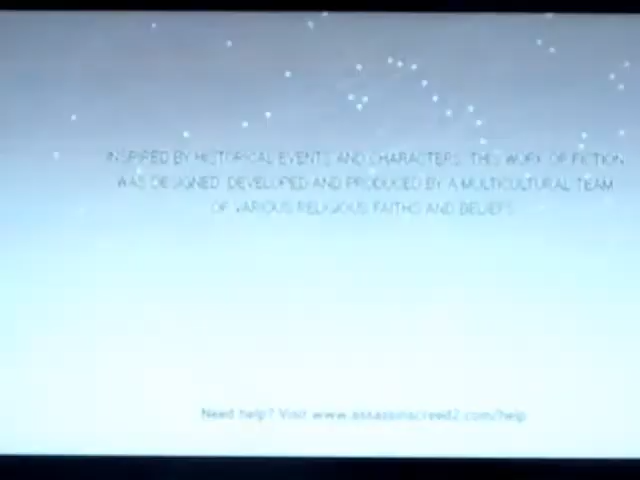 INSPIRED BY HISTORICAL EVENTS AND CHARACTERS. THIS WORK OF FICTION
WAS DESIGNED, DEVELOPED AND PRODUCED BY A MULTICULTURAL TEAM
OF VARIOUS RELIGIOUS FAITHS AND BELIEFS.
Need help? Visit www.assassinscreed2.com/help